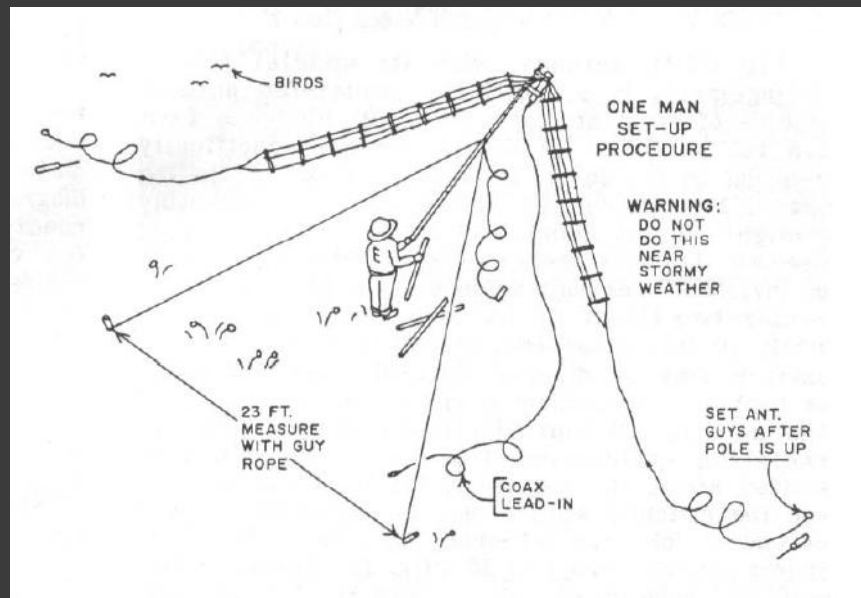 BIRDS
ONE MAN
SET-UP
PROCEDURE
WARNING:
DO NOT
DO THIS
NEAR
STORMY
WEATHER
E
23 FT.
MEASURE
WITH GUY
ROPE
COAX
LEAD-IN
SET ANT.
GUYS AFTER
POLE IS UP